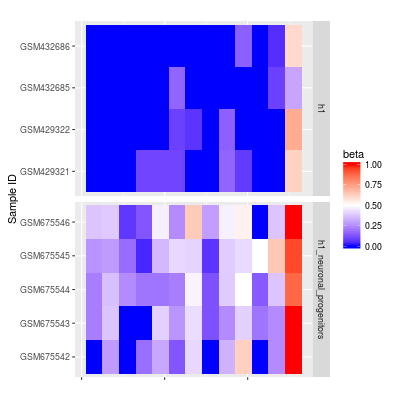 Sample ID
GSM432686
GSM432685
GSM429322
GSM429321
h1
GSM675546
GSM675545
GSM675544
GSM675543
GSM675542
h1_neuronal_progenitors
beta
1.00
0.75
0.50
0.25
0.00